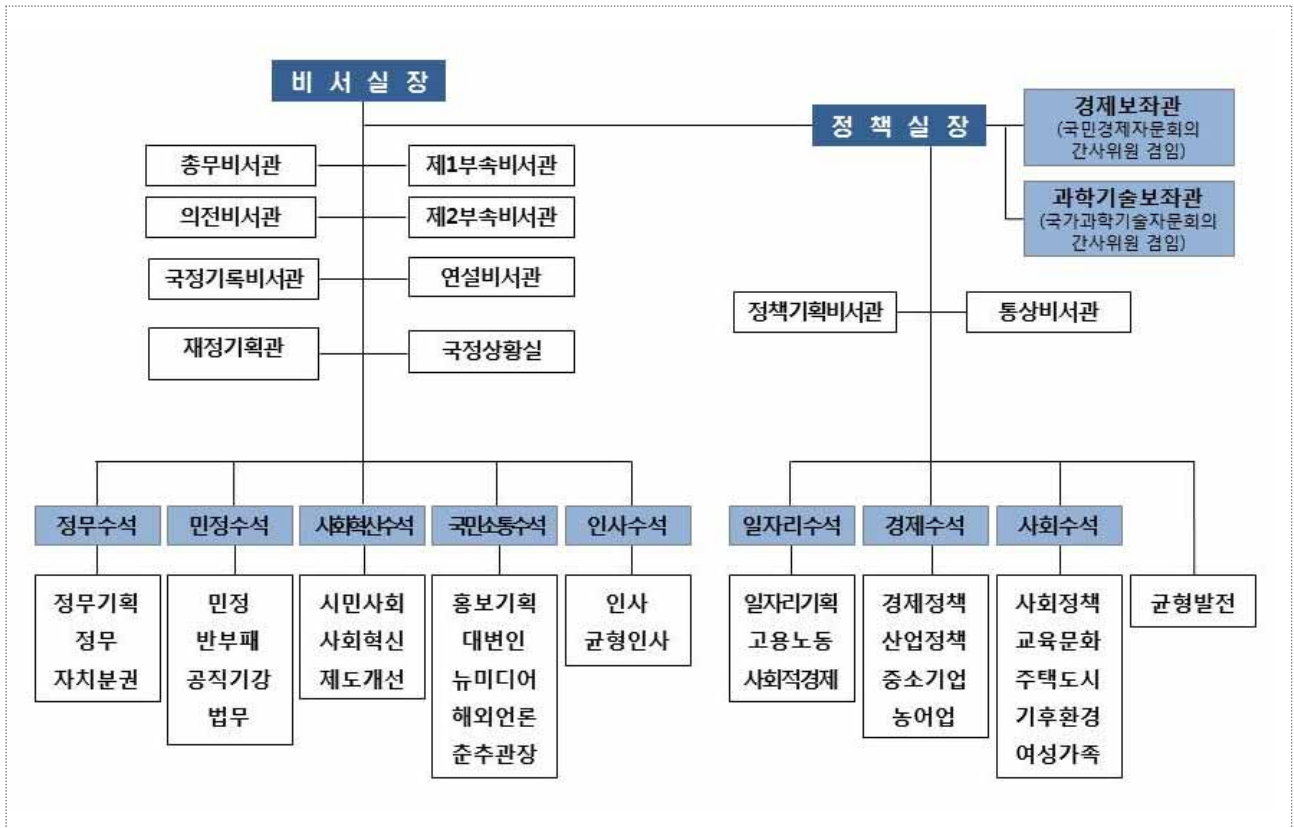 비 서 실 장
정 책 실 장
경제보좌관
(국민경제자문회의
간사위원 겸임)
과학기술보좌관
(국가과학기술자문회의
간사위원 겸임)
총무비서관
제1부속비서관
의전비서관
제2부속비서관
국정기록비서관
연설비서관
재정기획관
국정상황실
정책기획비서관
통상비서관
정무수석
민정수석
사회혁신수석
국민소통수석
인사수석
일자리수석
경제수석
사회수석
정무기획
정무
자치분권
민정
반부패
공직기강
법무
시민사회
사회혁신
제도개선
홍보기획
대변인
뉴미디어
해외언론
춘추관장
인사
균형인사
일자리기획
고용노동
사회적경제
경제정책
산업정책
중소기업
농어업
사회정책
교육문화
주택도시
기후환경
여성가족
균형발전